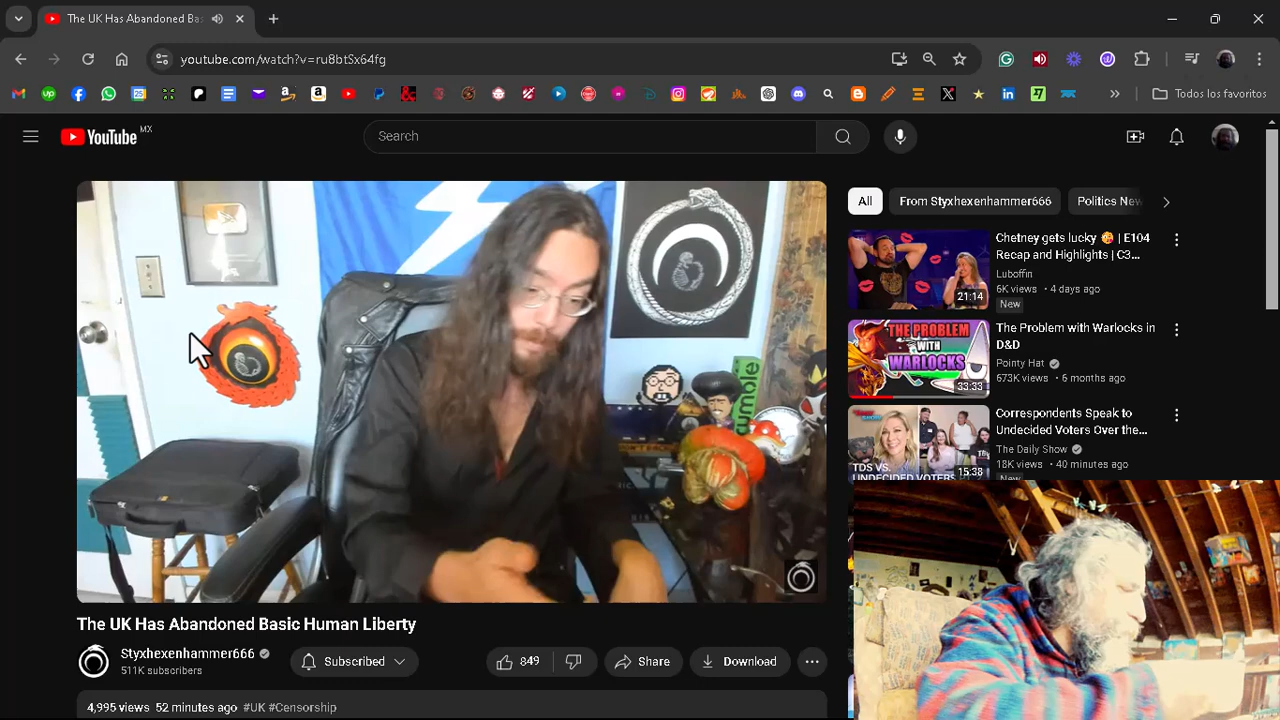 The UK Has Abandoned Bas
youtube.com/watch?v=ru8btSx64fg
Todos los favoritos
YouTube MX
Search
All
From Styxhexenhammer666
Politics New
rumble
Chetney gets lucky 😜 | E104
Recap and Highlights | C3...
Luboffin
6K views • 4 days ago
New
21:14
THE PROBLEM
WITH
WARLOCKS
33:33
The Problem with Warlocks in
D&D
Pointy Hat
673K views • 6 months ago
TDS VS.
UNDECIDED VOTERS
15:38
Correspondents Speak to
Undecided Voters Over the...
The Daily Show
18K views • 40 minutes ago
New
The UK Has Abandoned Basic Human Liberty
Styxhexenhammer666
511K subscribers
Subscribed
849
Share
Download
4,995 views 52 minutes ago #UK #Censorship